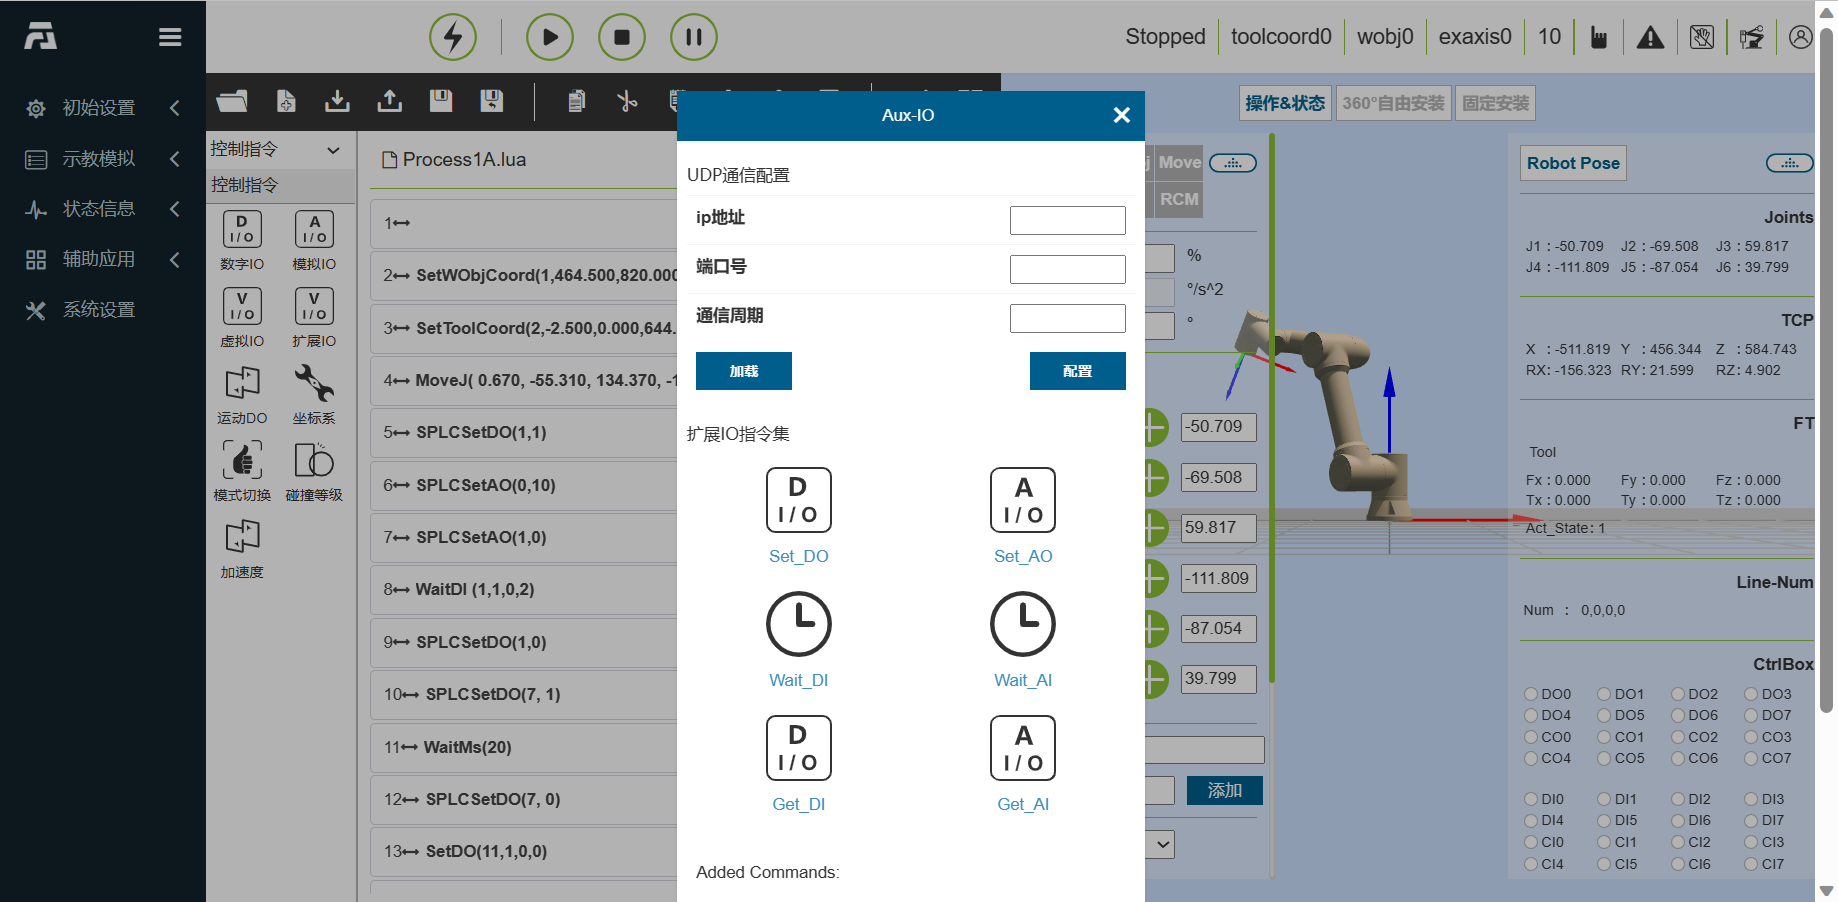 Stopped
toolcoord0
wobj0
exaxis0
10
初始设置
示教模拟
状态信息
辅助应用
系统设置
控制指令
控制指令
D I/O
数字IO
A I/O
模拟IO
V I/O
虚拟IO
V I/O
扩展IO
运动DO
坐标系
模式切换
碰撞等级
加速度
Process1A.lua
1
2 SetWObjCoord(1,464.500,820.000
3 SetToolCoord(2,-2.500,0.000,644.
4 MoveJ( 0.670, -55.310, 134.370, -1
5 SPLCSetDO(1,1)
6 SPLCSetAO(0,10)
7 SPLCSetAO(1,0)
8 WaitDI (1,1,0,2)
9 SPLCSetDO(1,0)
10 SPLCSetDO(7, 1)
11 WaitMs(20)
12 SPLCSetDO(7, 0)
13 SetDO(11,1,0,0)
Aux-IO
UDP通信配置
ip地址
端口号
通信周期
加载
配置
扩展IO指令集
D I/O
A I/O
Set_DO
Set_AO
Wait_DI
Wait_AI
D I/O
A I/O
Get_DI
Get_AI
Added Commands:
操作&状态
360°自由安装
固定安装
Move
RCM
%
°/s^2
°
-50.709
-69.508
59.817
-111.809
-87.054
39.799
添加
Robot Pose
Joints
J1 : -50.709 J2 : -69.508 J3 : 59.817
J4 : -111.809 J5 : -87.054 J6 : 39.799
TCP
X : -511.819 Y : 456.344 Z : 584.743
RX: -156.323 RY: 21.599 RZ: 4.902
FT
Tool
Fx : 0.000 Fy : 0.000 Fz : 0.000
Tx : 0.000 Ty : 0.000 Tz : 0.000
Act_State: 1
Line-Num
Num : 0,0,0,0
CtrlBox
DO0 DO1 DO2 DO3
DO4 DO5 DO6 DO7
CO0 CO1 CO2 CO3
CO4 CO5 CO6 CO7
DI0 DI1 DI2 DI3
DI4 DI5 DI6 DI7
CI0 CI1 CI2 CI3
CI4 CI5 CI6 CI7